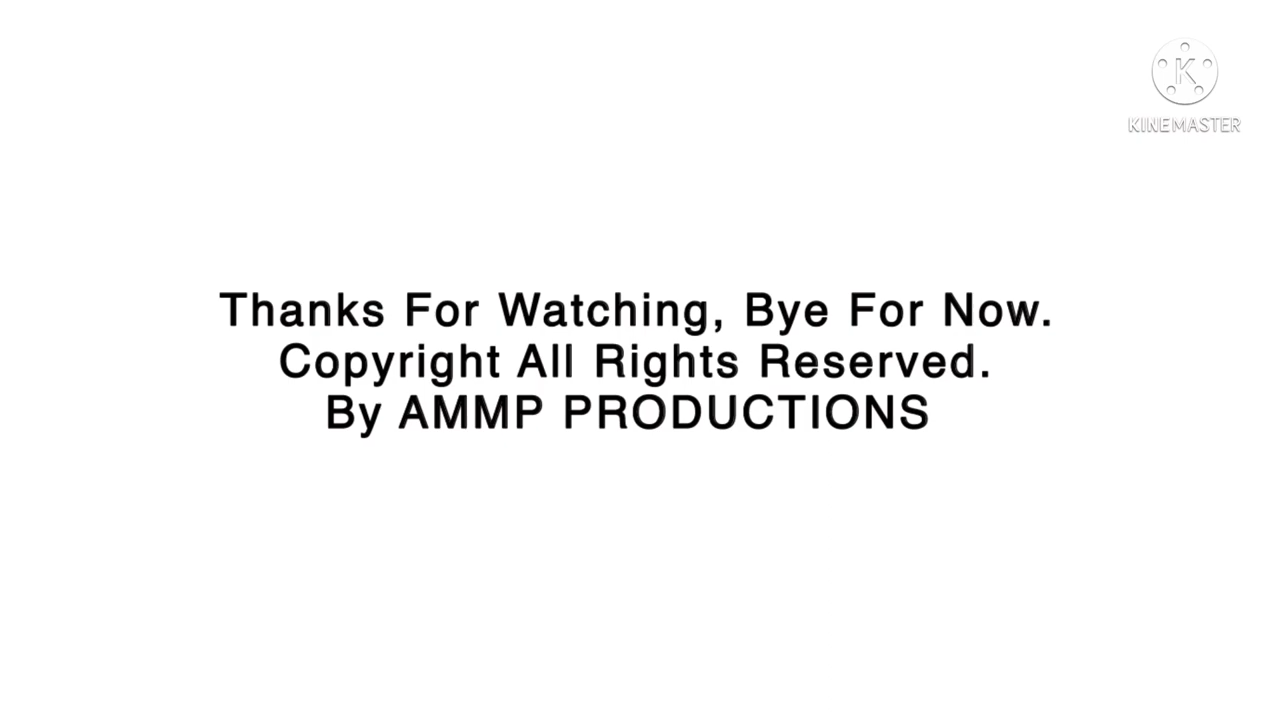 K
KINEMASTER
Thanks For Watching, Bye For Now.
Copyright All Rights Reserved.
By AMMP PRODUCTIONS